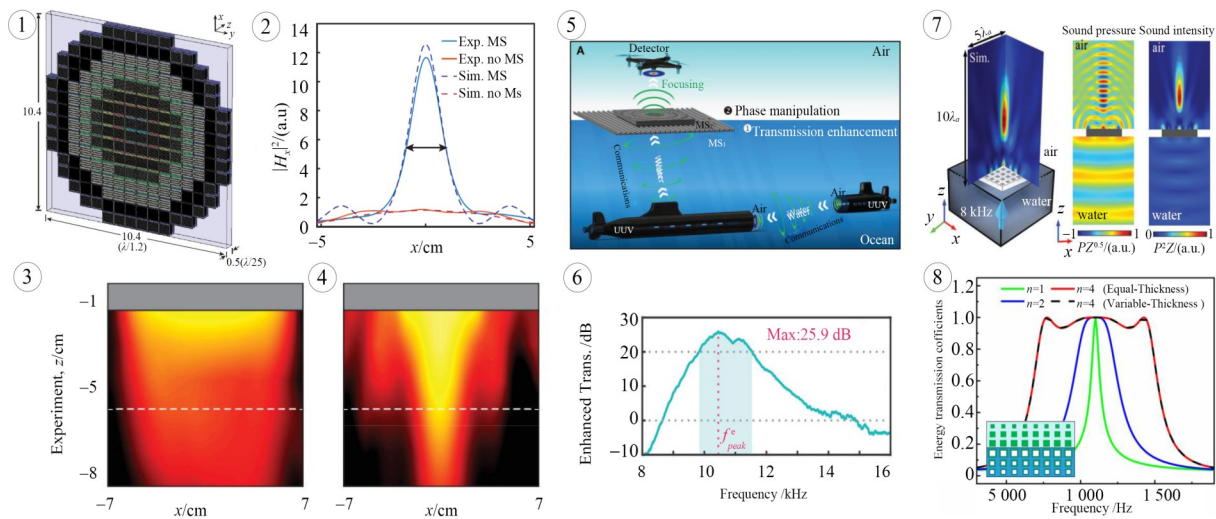 1
x
z
y
10.4
10.4
(λ/1.2)
0.5(λ/25)
2
14
12
10
8
6
4
2
0
|Hx|²/(a.u)
Exp. MS
Exp. no MS
Sim. MS
Sim. no Ms
−5
0
5
x/cm
3
Experiment, z/cm
−1
−5
−8
−7
7
x/cm
4
−7
7
x/cm
5
A
Detector
Air
Focusing
❷ Phase manipulation
MS₂
❶Transmission enhancement
MS₁
Communications
Water
Air
Air
UUV
Water
Water
Communications
UUV
Ocean
6
Enhanced Trans. /dB
30
20
10
0
−10
Max:25.9 dB
f e peak
8
10
12
14
16
Frequency /kHz
7
5λa
Sim.
10λa
air
water
8 kHz
z
y
x
Sound pressure
air
water
z
x
−1
1
PZ^0.5/(a.u.)
Sound intensity
air
0
1
P²Z/(a.u.)
8
n=1
n=4 (Equal-Thickness)
n=2
n=4 (Variable-Thickness )
Energy transmission cofficients
1.0
0.8
0.6
0.4
0.2
0
5 000
1 000
1 500
Frequency /Hz